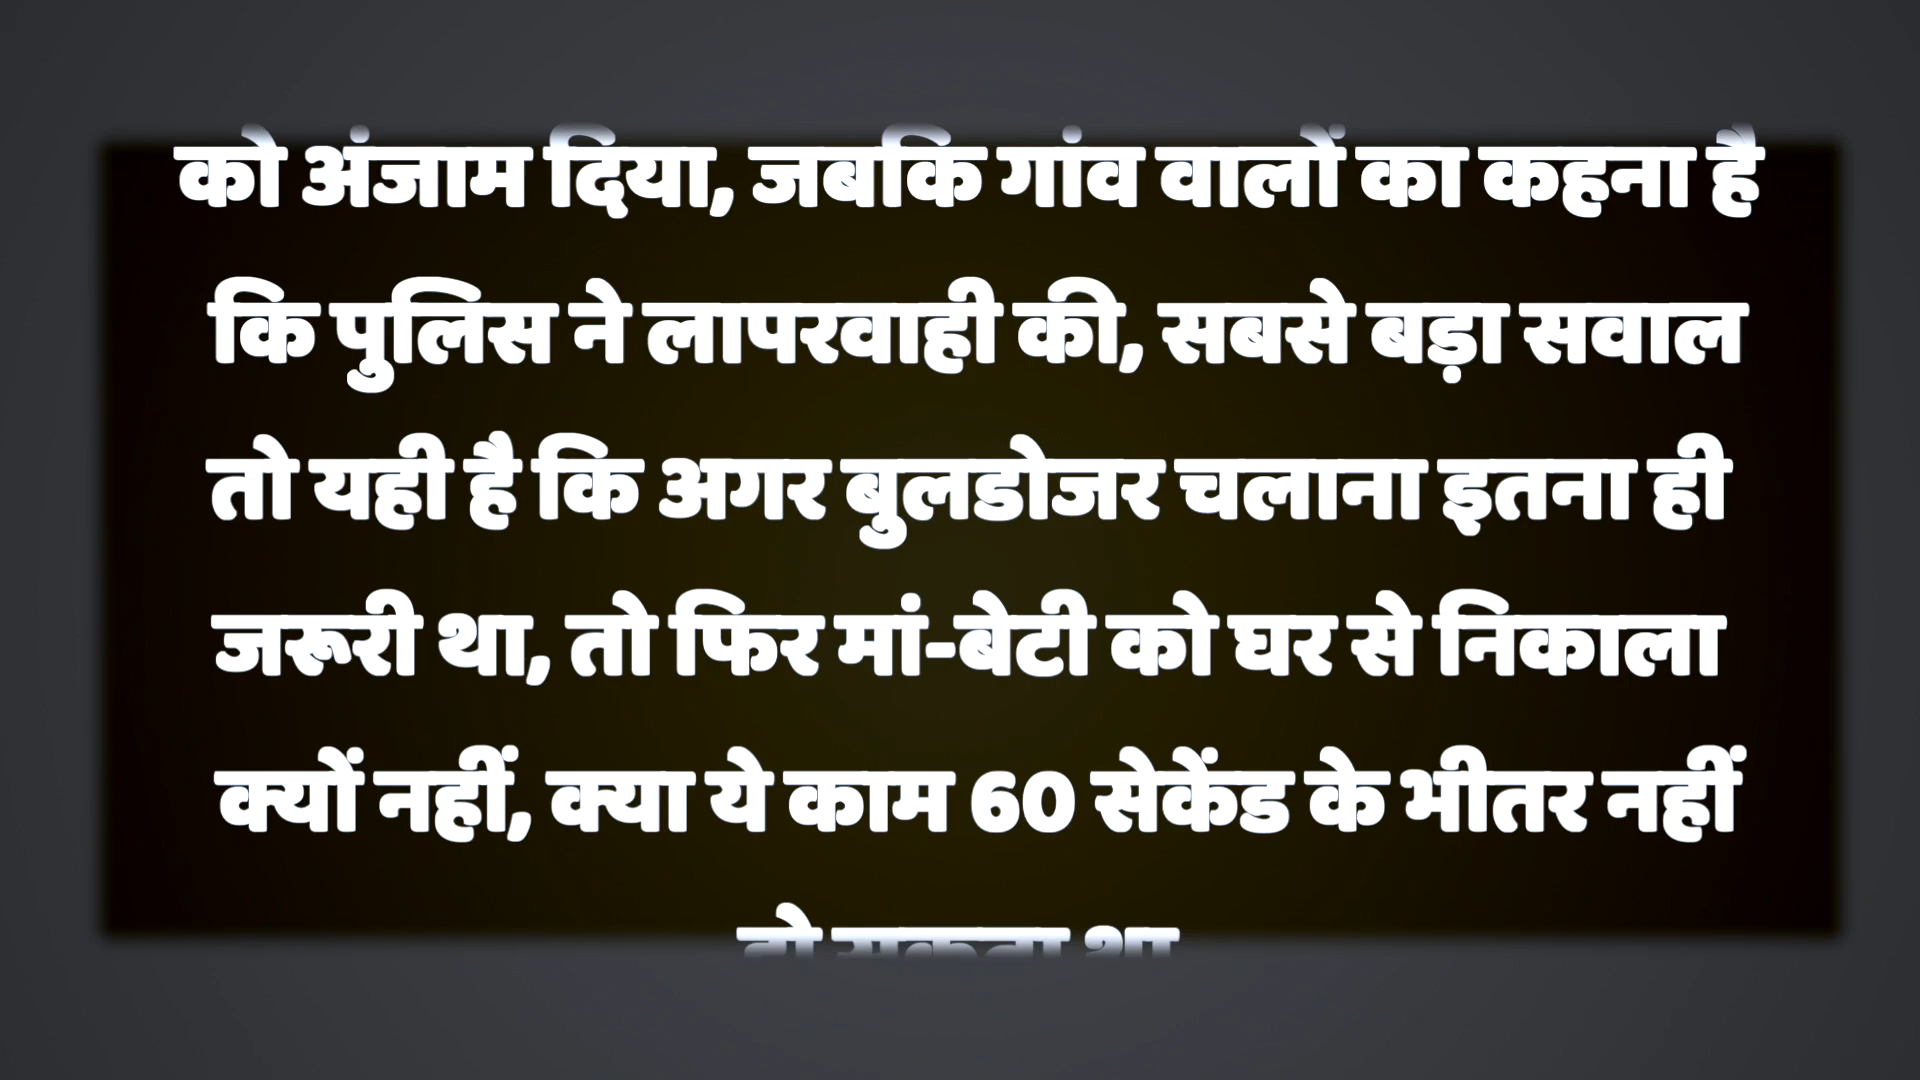 को अंजाम दिया, जबकि गांव वालों का कहना है
कि पुलिस ने लापरवाही की, सबसे बड़ा सवाल
तो यही है कि अगर बुलडोजर चलाना इतना ही
जरूरी था, तो फिर मां-बेटी को घर से निकाला
क्यों नहीं, क्या ये काम 60 सेकेंड के भीतर नहीं